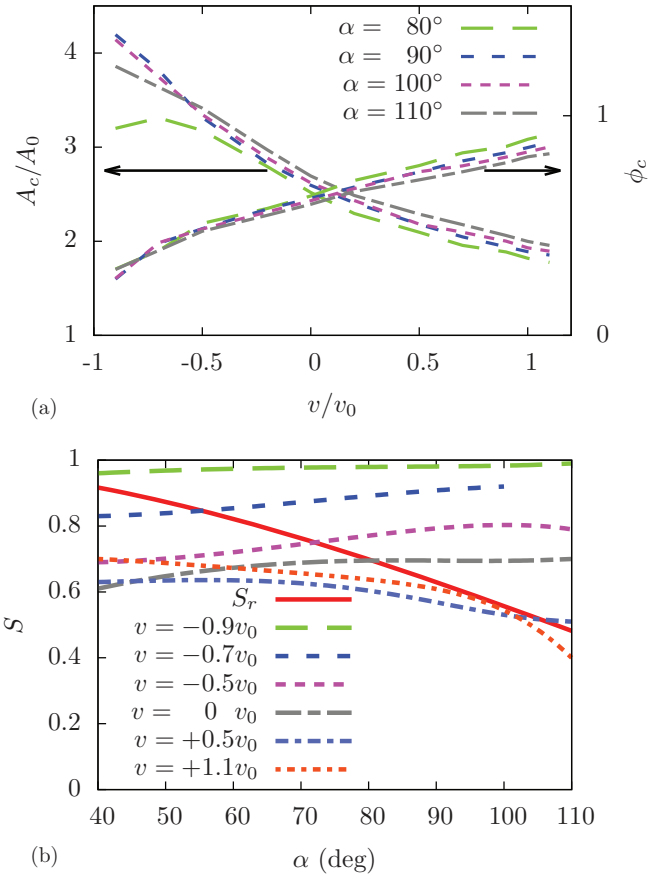 4
3
2
1
A_c/A_0
α = 80°
α = 90°
α = 100°
α = 110°
1
0
ϕ_c
-1 -0.5 0 0.5 1
(a)
v/v_0
1
0.8
0.6
0.4
0.2
0
S
S_r
v = −0.9v_0
v = −0.7v_0
v = −0.5v_0
v = 0 v_0
v = +0.5v_0
v = +1.1v_0
40 50 60 70 80 90 100 110
(b)
α (deg)